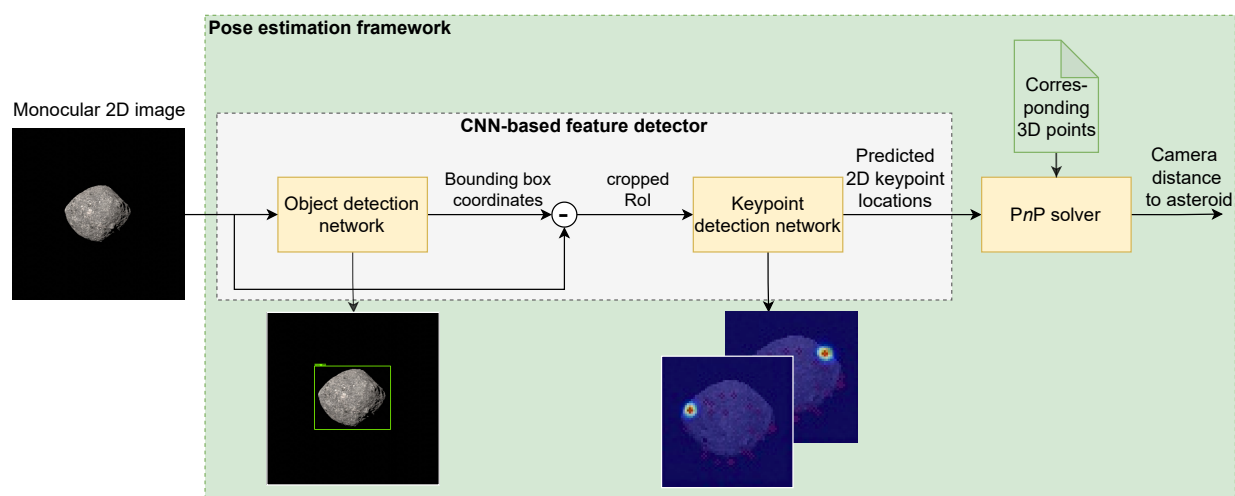 Pose estimation framework
Monocular 2D image
CNN-based feature detector
Corres-
ponding
3D points
Object detection
network
Bounding box
coordinates
-
cropped
RoI
Keypoint
detection network
Predicted
2D keypoint
locations
PnP solver
Camera
distance
to asteroid